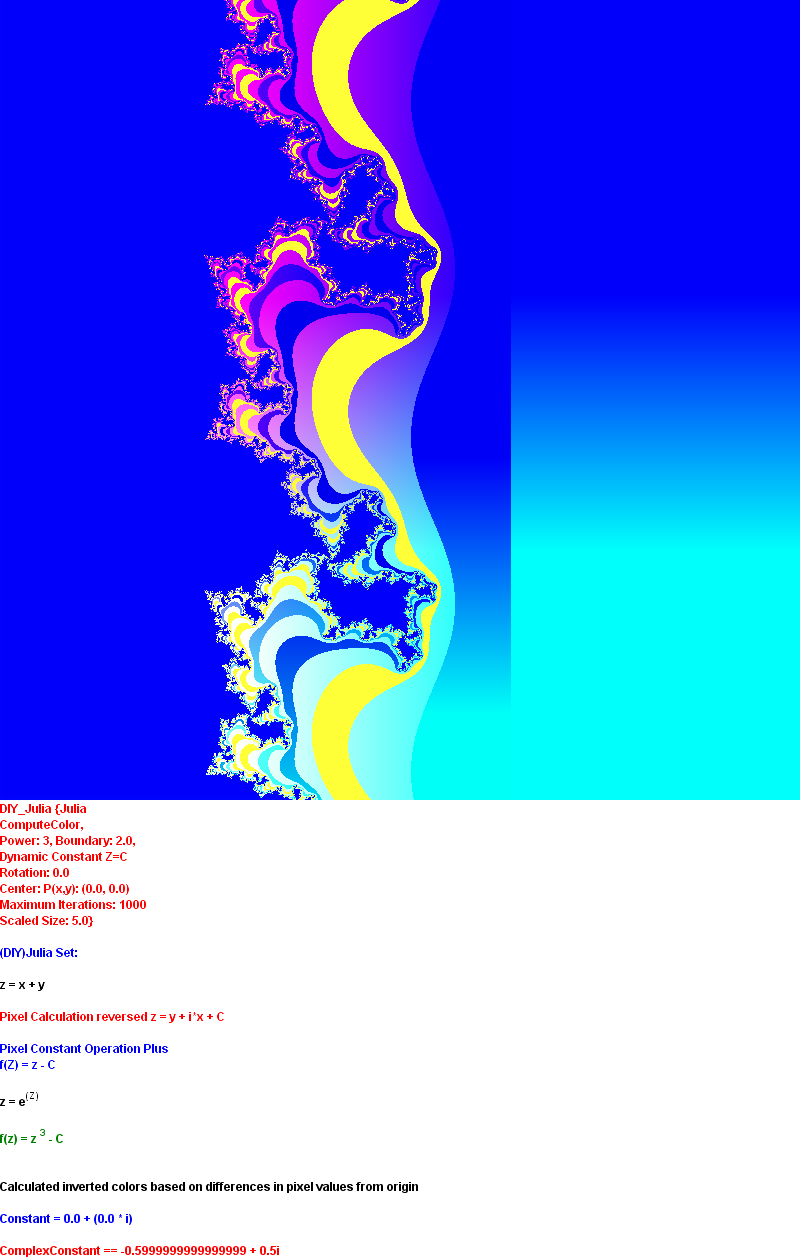 DIY_Julia {Julia
ComputeColor,
Power: 3, Boundary: 2.0,
Dynamic Constant Z=C
Rotation: 0.0
Center: P(x,y): (0.0, 0.0)
Maximum Iterations: 1000
Scaled Size: 5.0}
(DIY)Julia Set:
z = x + y
Pixel Calculation reversed z = y + i*x + C
Pixel Constant Operation Plus
f(Z) = z - C
z = e^(Z)
f(z) = z ^3 - C
Calculated inverted colors based on differences in pixel values from origin
Constant = 0.0 + (0.0 * i)
ComplexConstant == -0.5999999999999999 + 0.5i